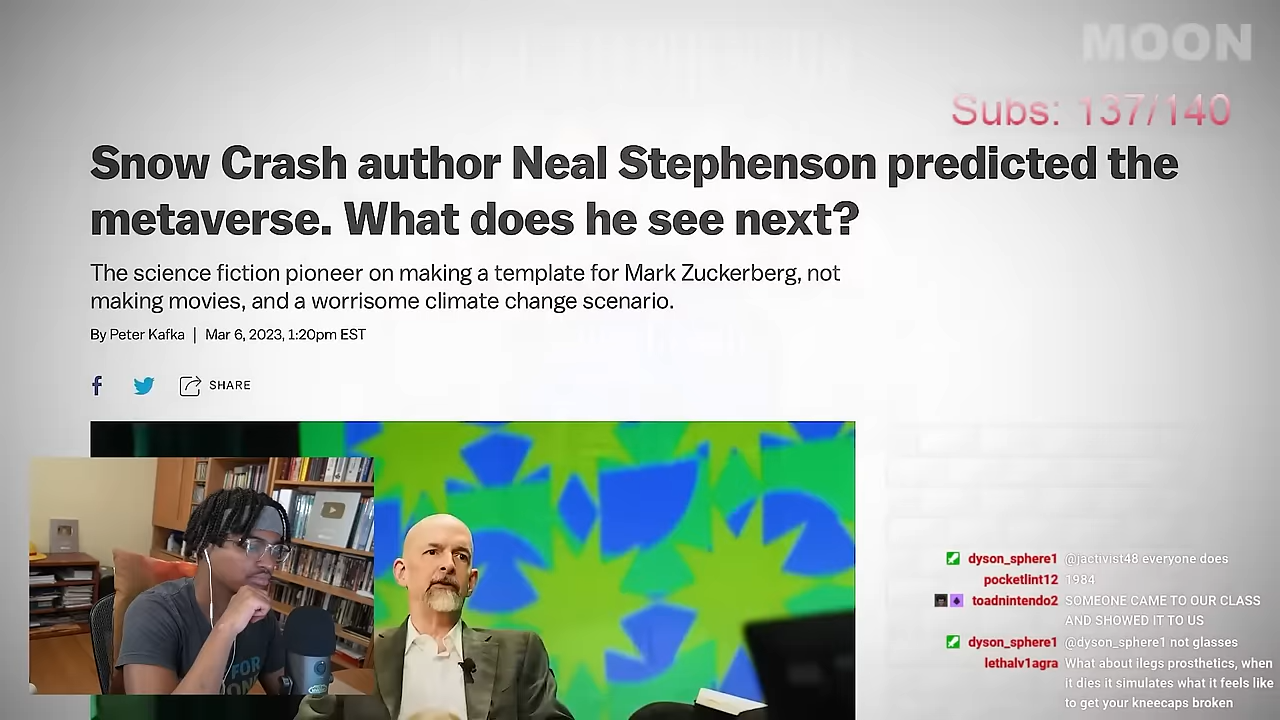 MOON
Subs: 137/140
Snow Crash author Neal Stephenson predicted the
metaverse. What does he see next?
The science fiction pioneer on making a template for Mark Zuckerberg, not
making movies, and a worrisome climate change scenario.
By Peter Kafka | Mar 6, 2023, 1:20pm EST
SHARE
dyson_sphere1 @jactivist48 everyone does
pocketlint12 1984
toadnintendo2 SOMEONE CAME TO OUR CLASS
AND SHOWED IT TO US
dyson_sphere1 @dyson_sphere1 not glasses
lethalv1agra What about ilegs prosthetics, when
it dies it simulates what it feels like
to get your kneecaps broken
FOR